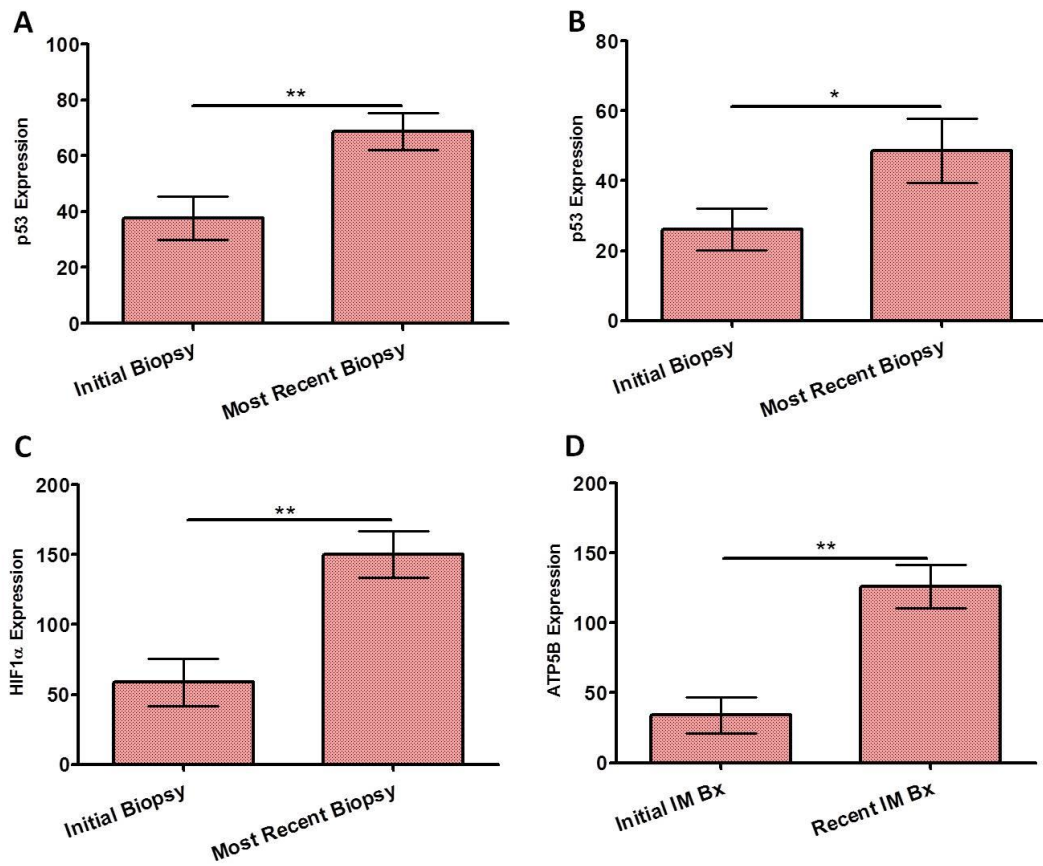 A
100
80
60
40
20
0
p53 Expression
**
Initial Biopsy
Most Recent Biopsy
B
80
60
40
20
0
p53 Expression
*
Initial Biopsy
Most Recent Biopsy
C
200
150
100
50
0
HIF1α Expression
**
Initial Biopsy
Most Recent Biopsy
D
200
150
100
50
0
ATP5B Expression
**
Initial IM Bx
Recent IM Bx